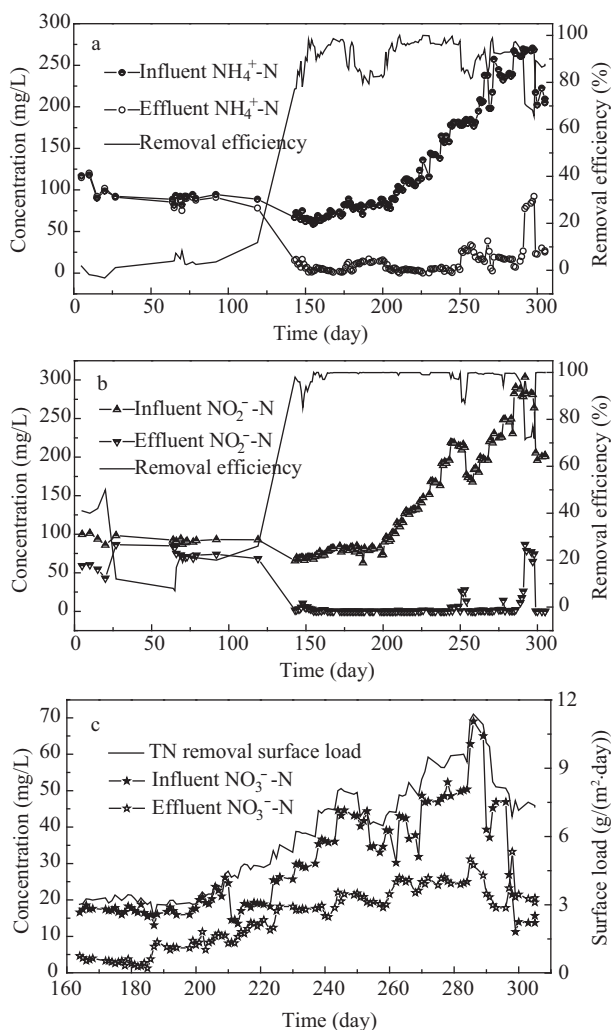 a
Influent NH₄⁺-N
Effluent NH₄⁺-N
Removal efficiency
Concentration (mg/L)
300
250
200
150
100
50
0
Removal efficiency (%)
100
80
60
40
20
0
0 50 100 150 200 250 300
Time (day)
b
Influent NO₂⁻-N
Effluent NO₂⁻-N
Removal efficiency
Concentration (mg/L)
300
250
200
150
100
50
0
Removal efficiency (%)
100
80
60
40
20
0
0 50 100 150 200 250 300
Time (day)
c
TN removal surface load
Influent NO₃⁻-N
Effluent NO₃⁻-N
Concentration (mg/L)
70
60
50
40
30
20
10
0
Surface load (g/(m²·day))
12
9
6
3
0
160 180 200 220 240 260 280 300
Time (day)